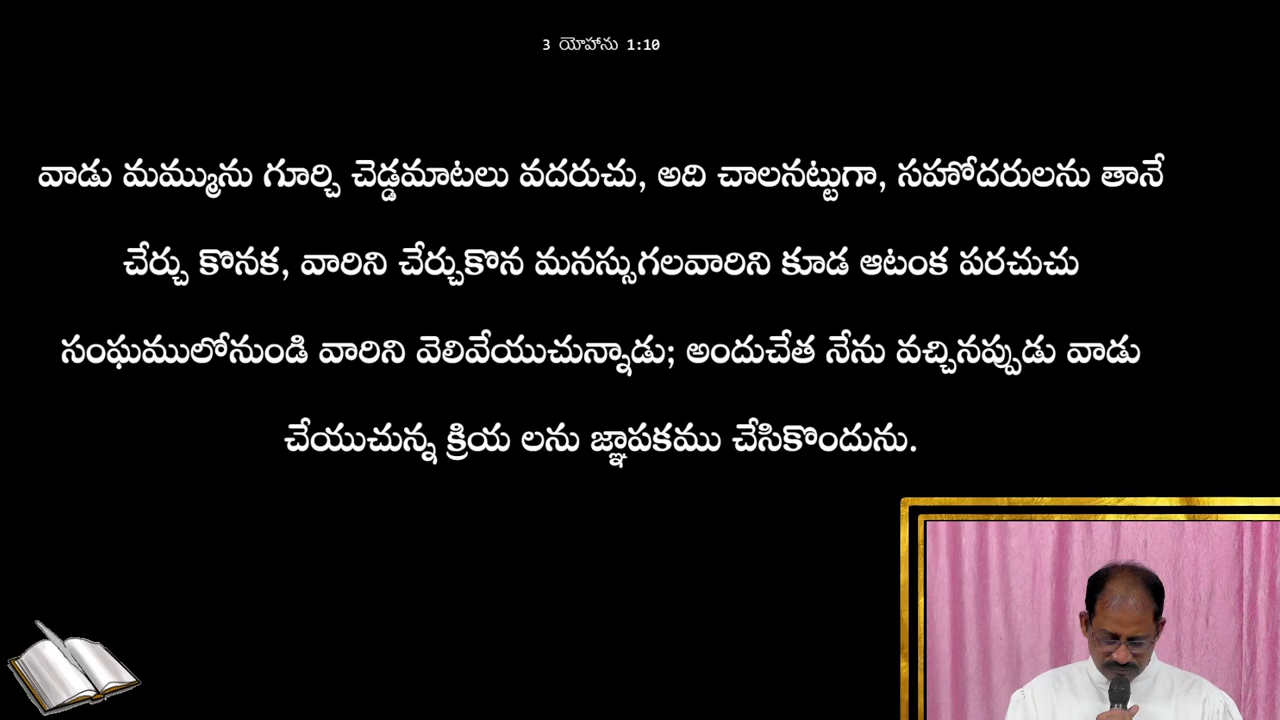 3 యోహాను 1:10
వాడు మమ్మును గూర్చి చెడ్డమాటలు వదరుచు, అది చాలనట్టుగా, సహోదరులను తానే
చేర్చు కొనక, వారిని చేర్చుకొన మనస్సుగలవారిని కూడ ఆటంక పరచుచు
సంఘములోనుండి వారిని వెలివేయుచున్నాడు; అందుచేత నేను వచ్చినప్పుడు వాడు
చేయుచున్న క్రియ లను జ్ఞాపకము చేసికొందును.